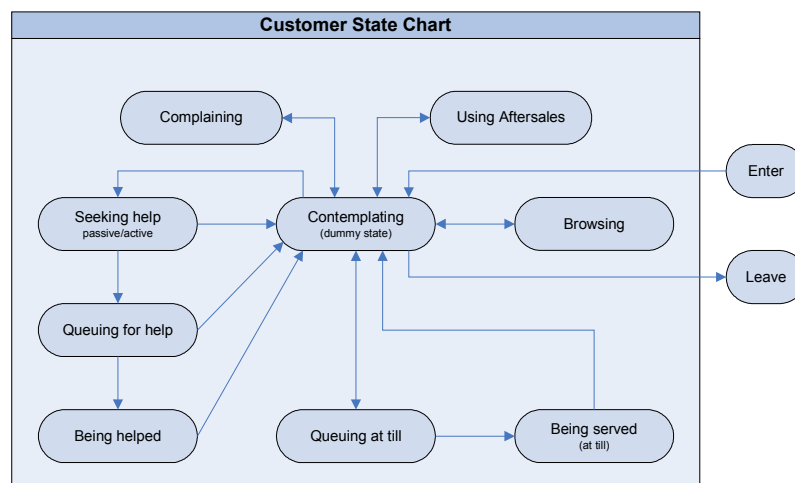 Customer State Chart
Complaining
Using Aftersales
Enter
Seeking help
passive/active
Contemplating
(dummy state)
Browsing
Leave
Queuing for help
Being helped
Queuing at till
Being served
(at till)